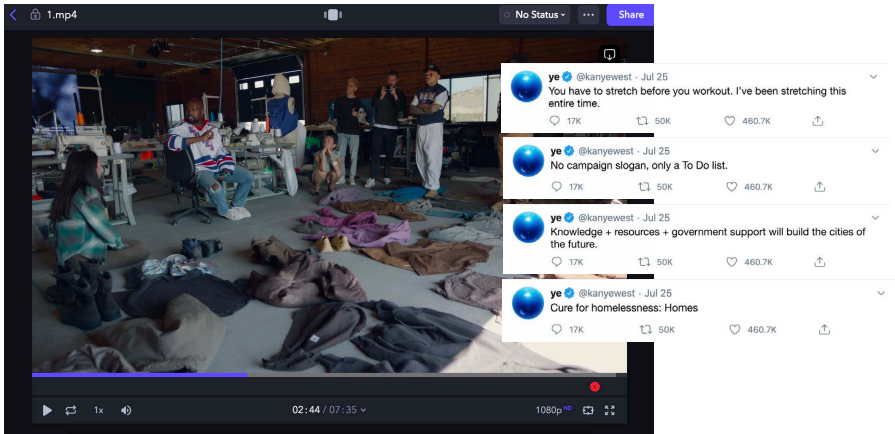 1.mp4
No Status
Share
ye @kanyewest · Jul 25
You have to stretch before you workout. I've been stretching this
entire time.
17K 50K 460.7K
ye @kanyewest · Jul 25
No campaign slogan, only a To Do list.
17K 50K 460.7K
ye @kanyewest · Jul 25
Knowledge + resources + government support will build the cities of
the future.
17K 50K 460.7K
ye @kanyewest · Jul 25
Cure for homelessness: Homes
17K 50K 460.7K
1x
02:44 / 07:35
1080p HD